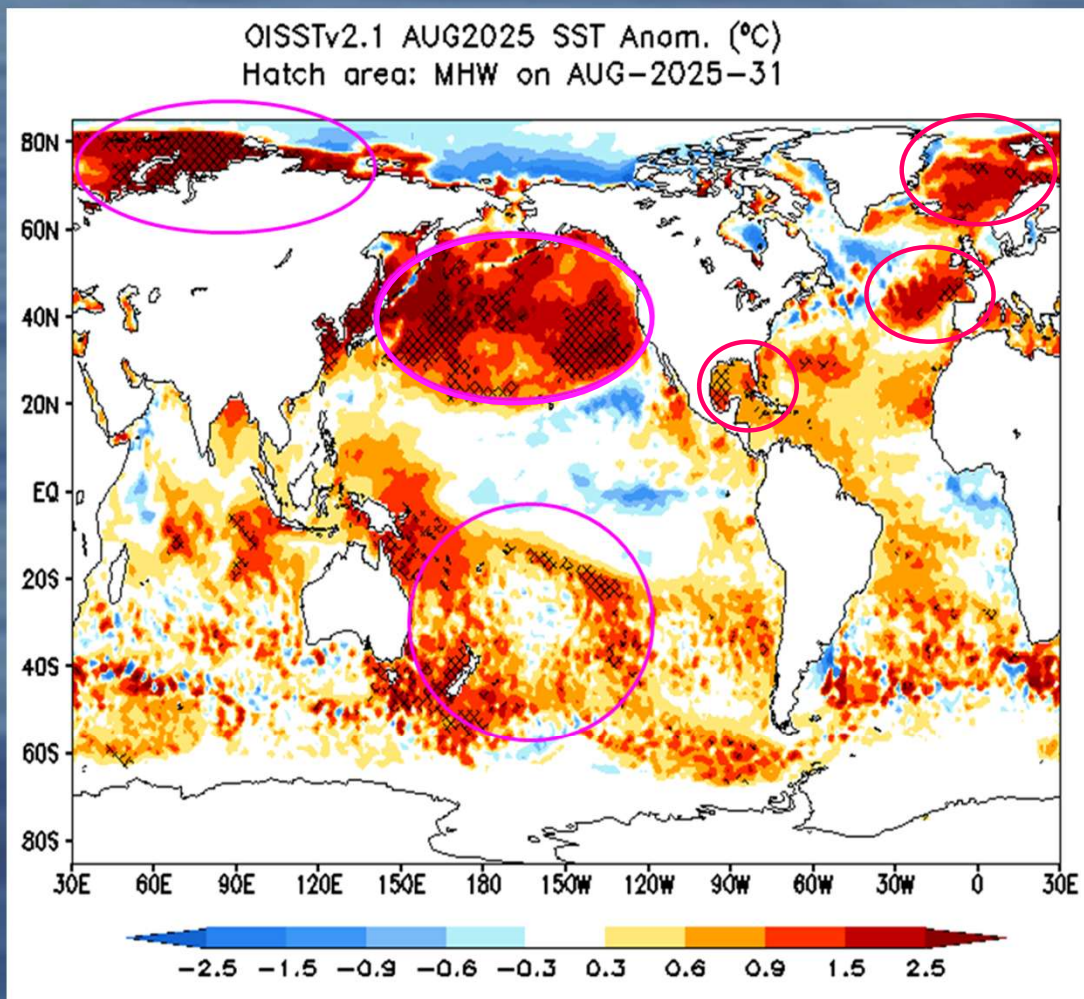 OISSTv2.1 AUG2025 SST Anom. (°C)
Hatch area: MHW on AUG-2025-31
80N
60N
40N
20N
EQ
20S
40S
60S
80S
30E 60E 90E 120E 150E 180 150W 120W 90W 60W 30W 0 30E
-2.5 -1.5 -0.9 -0.6 -0.3 0.3 0.6 0.9 1.5 2.5